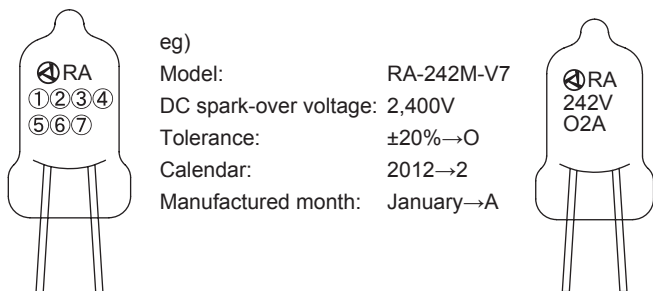 RA
①②③④
⑤⑥⑦
eg)
Model: RA-242M-V7
DC spark-over voltage: 2,400V
Tolerance: ±20%→O
Calendar: 2012→2
Manufactured month: January→A
RA
242V
O2A